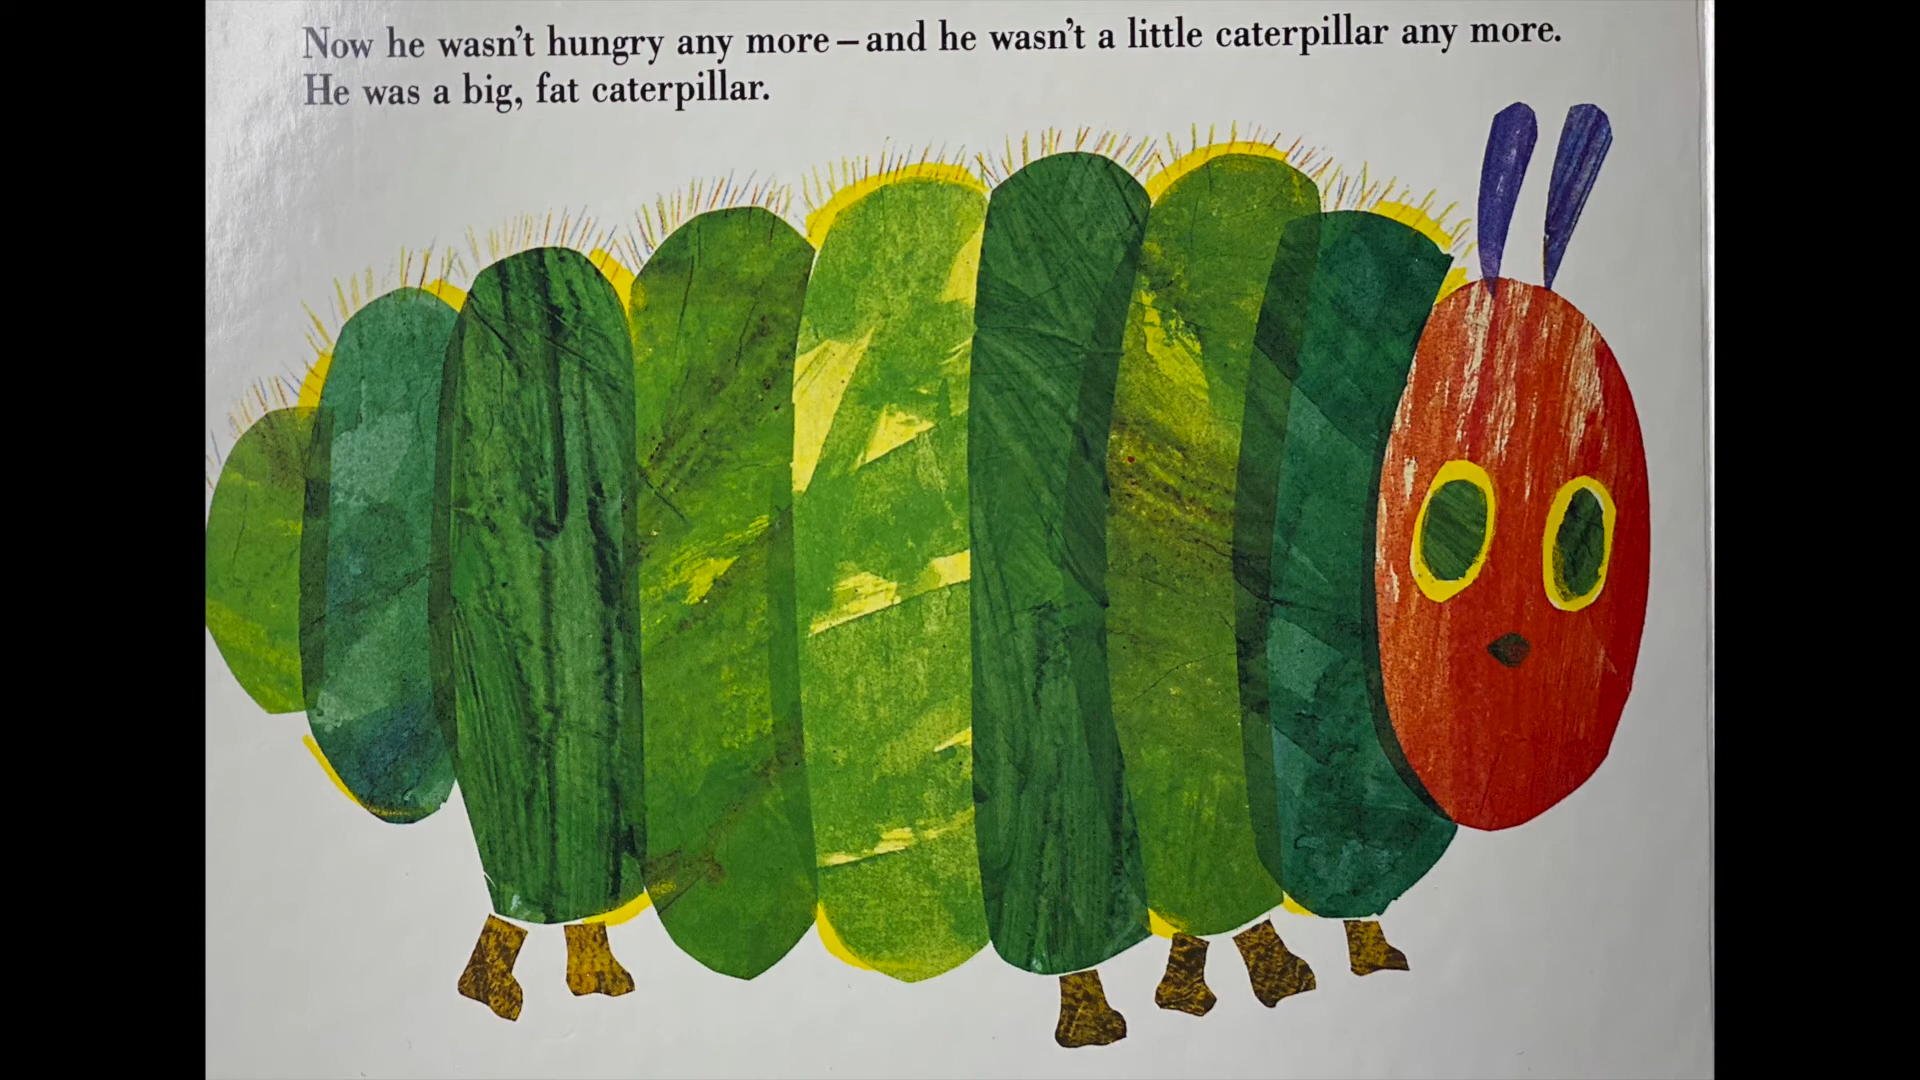 Now he wasn't hungry any more – and he wasn't a little caterpillar any more.
He was a big, fat caterpillar.